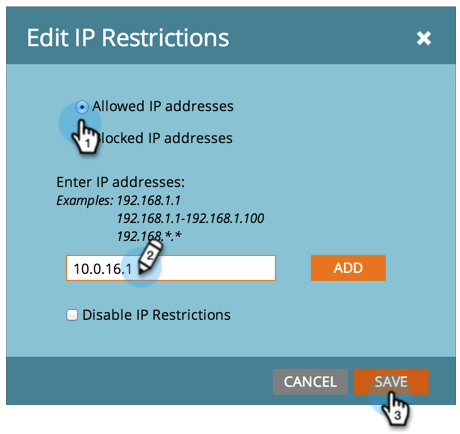 Edit IP Restrictions
Allowed IP addresses
1
locked IP addresses
Enter IP addresses:
Examples: 192.168.1.1
192.168.1.1-192.168.1.100
192.168.*.*
2
10.0.16.1
ADD
Disable IP Restrictions
CANCEL
SAVE
3